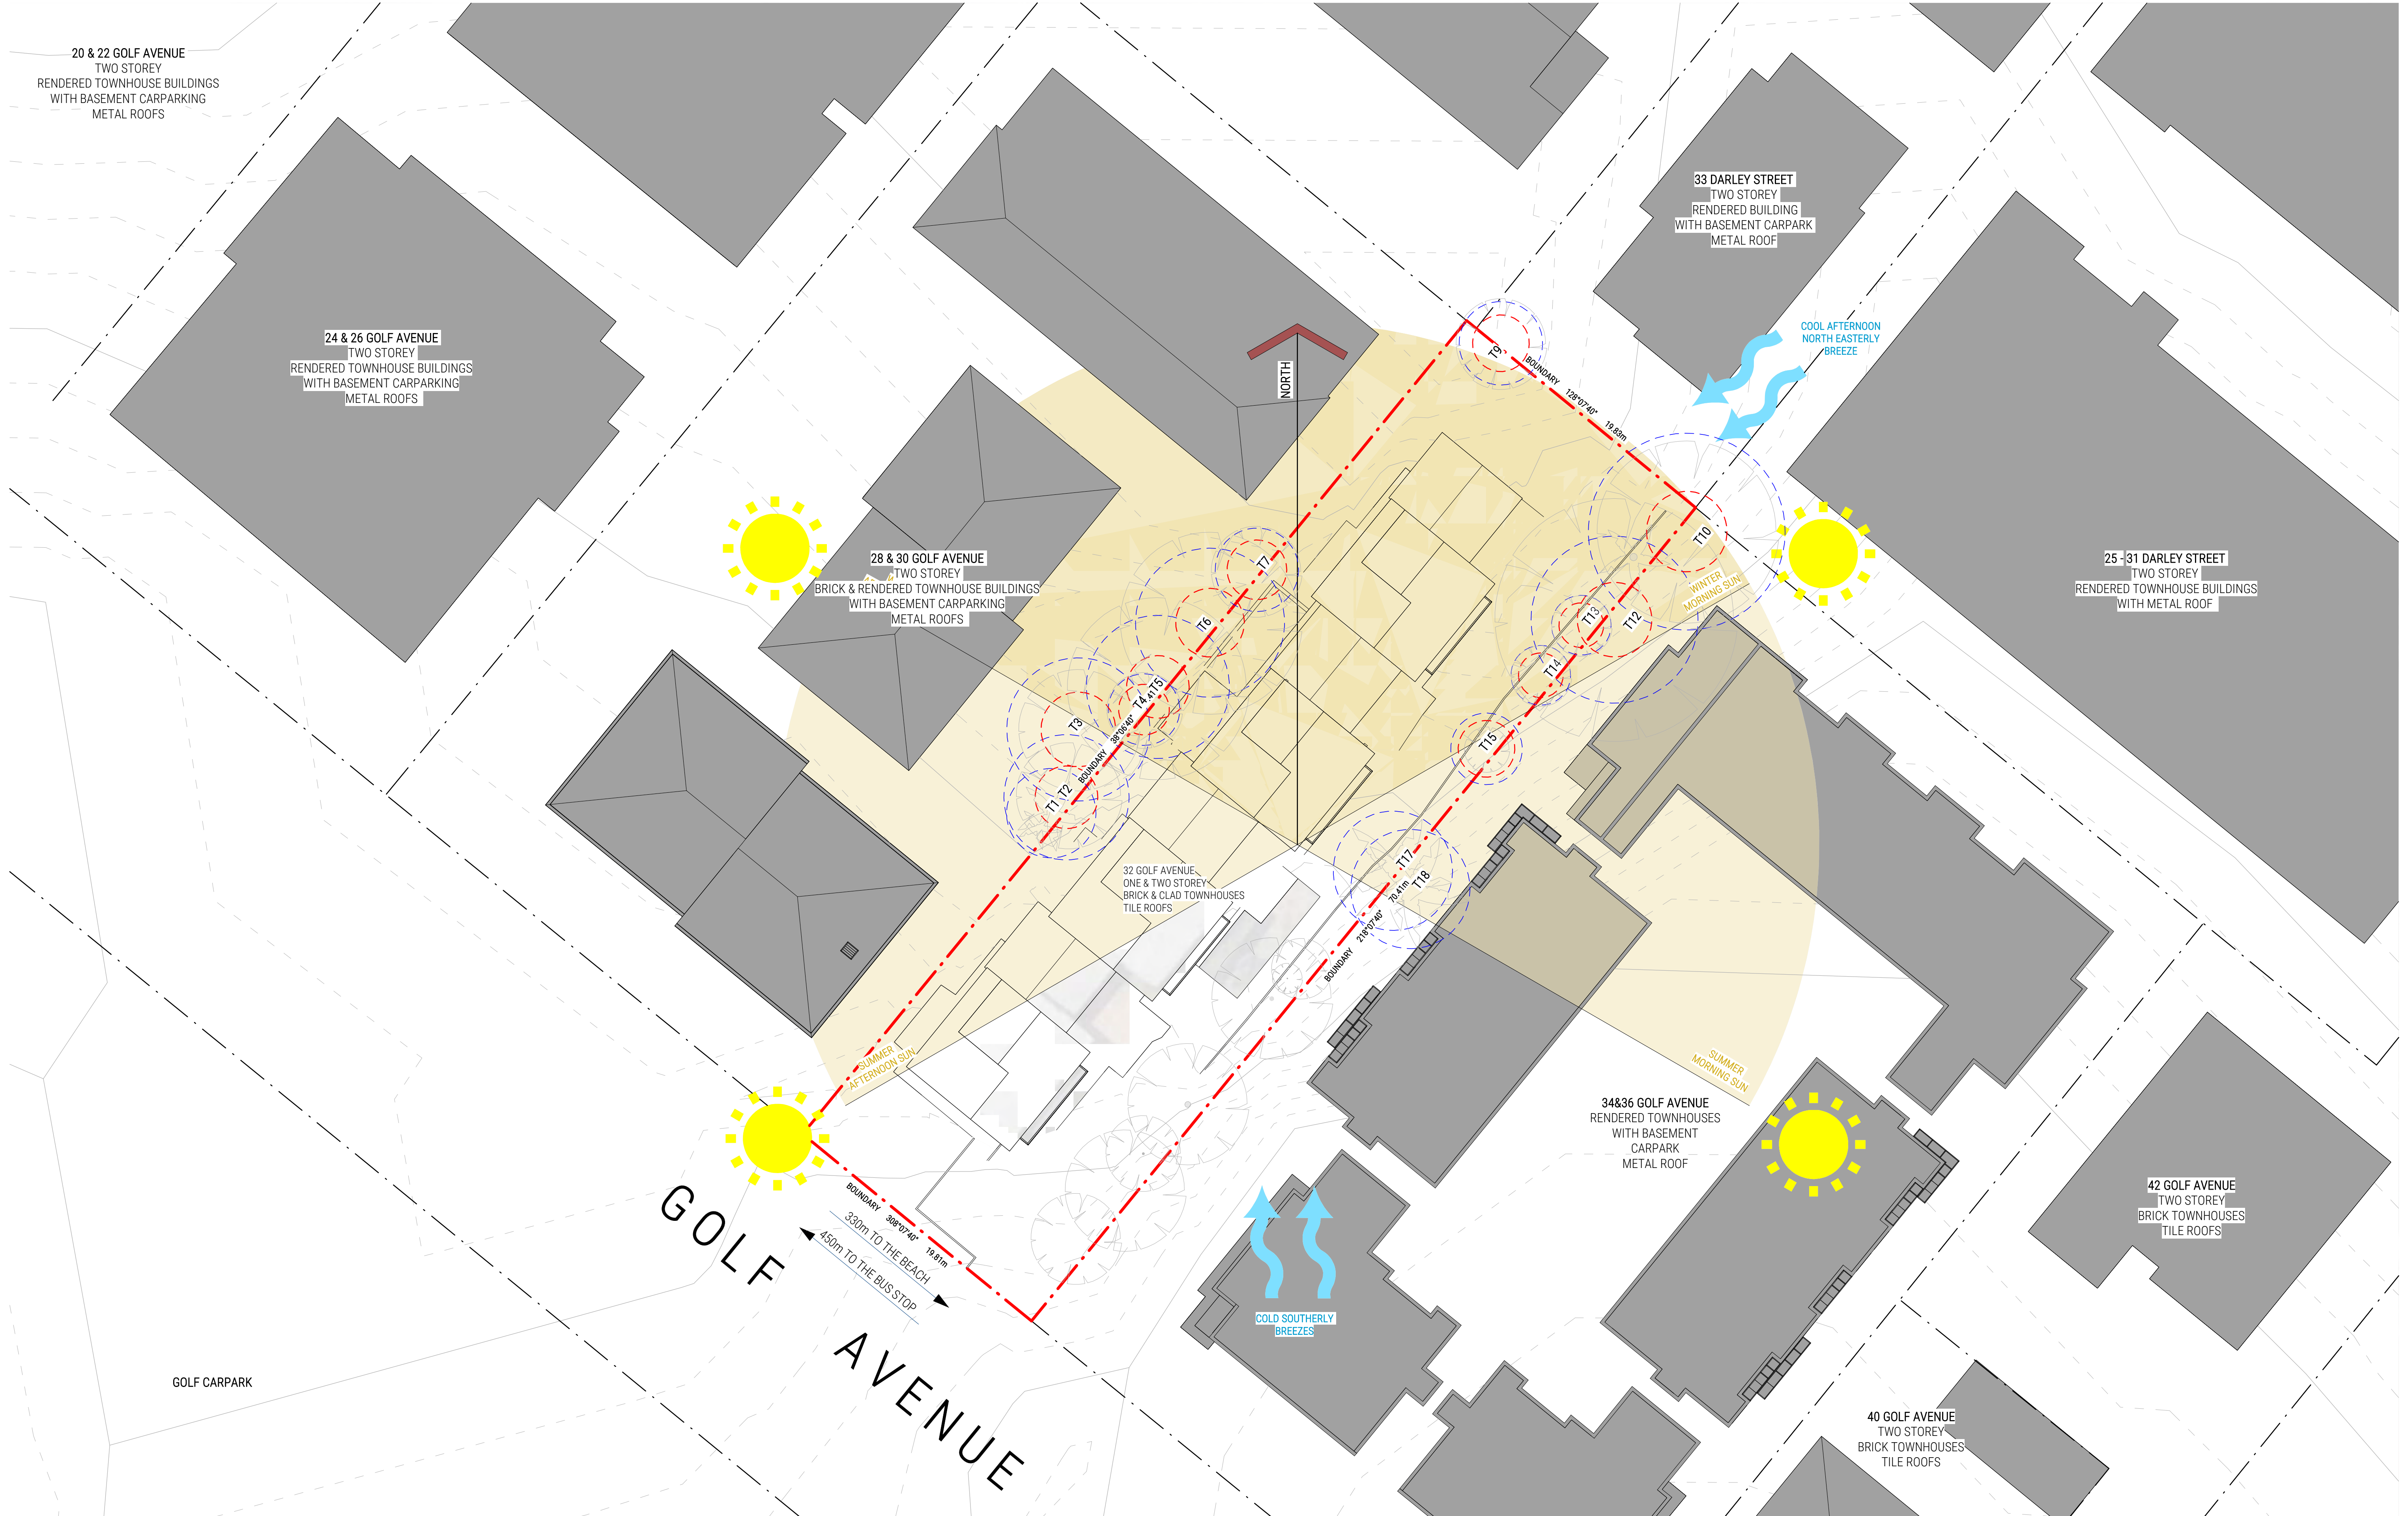 20 & 22 GOLF AVENUE
TWO STOREY
RENDERED TOWNHOUSE BUILDINGS
WITH BASEMENT CARPARKING
METAL ROOFS
33 DARLEY STREET
TWO STOREY
RENDERED BUILDING
WITH BASEMENT CARPARK
METAL ROOF
24 & 26 GOLF AVENUE
TWO STOREY
RENDERED TOWNHOUSE BUILDINGS
WITH BASEMENT CARPARKING
METAL ROOFS
COOL AFTERNOON
NORTH EASTERLY
BREEZE
NORTH
T9
BOUNDARY 128°07'40" 19.83m
28 & 30 GOLF AVENUE
TWO STOREY
BRICK & RENDERED TOWNHOUSE BUILDINGS
WITH BASEMENT CARPARKING
METAL ROOFS
25 - 31 DARLEY STREET
TWO STOREY
RENDERED TOWNHOUSE BUILDINGS
WITH METAL ROOF
T10
WINTER
MORNING SUN
T7
T6
T5
T4
T3
T2
T1
BOUNDARY 38°06'40"
T13
T12
T14
T15
T17
T18
BOUNDARY 218°07'40" 70.41m
32 GOLF AVENUE
ONE & TWO STOREY
BRICK & CLAD TOWNHOUSES
TILE ROOFS
SUMMER
AFTERNOON SUN
SUMMER
MORNING SUN
34&36 GOLF AVENUE
RENDERED TOWNHOUSES
WITH BASEMENT
CARPARK
METAL ROOF
42 GOLF AVENUE
TWO STOREY
BRICK TOWNHOUSES
TILE ROOFS
BOUNDARY 308°07'40" 19.81m
330m TO THE BEACH
450m TO THE BUS STOP
GOLF
AVENUE
COLD SOUTHERLY
BREEZES
GOLF CARPARK
40 GOLF AVENUE
TWO STOREY
BRICK TOWNHOUSES
TILE ROOFS